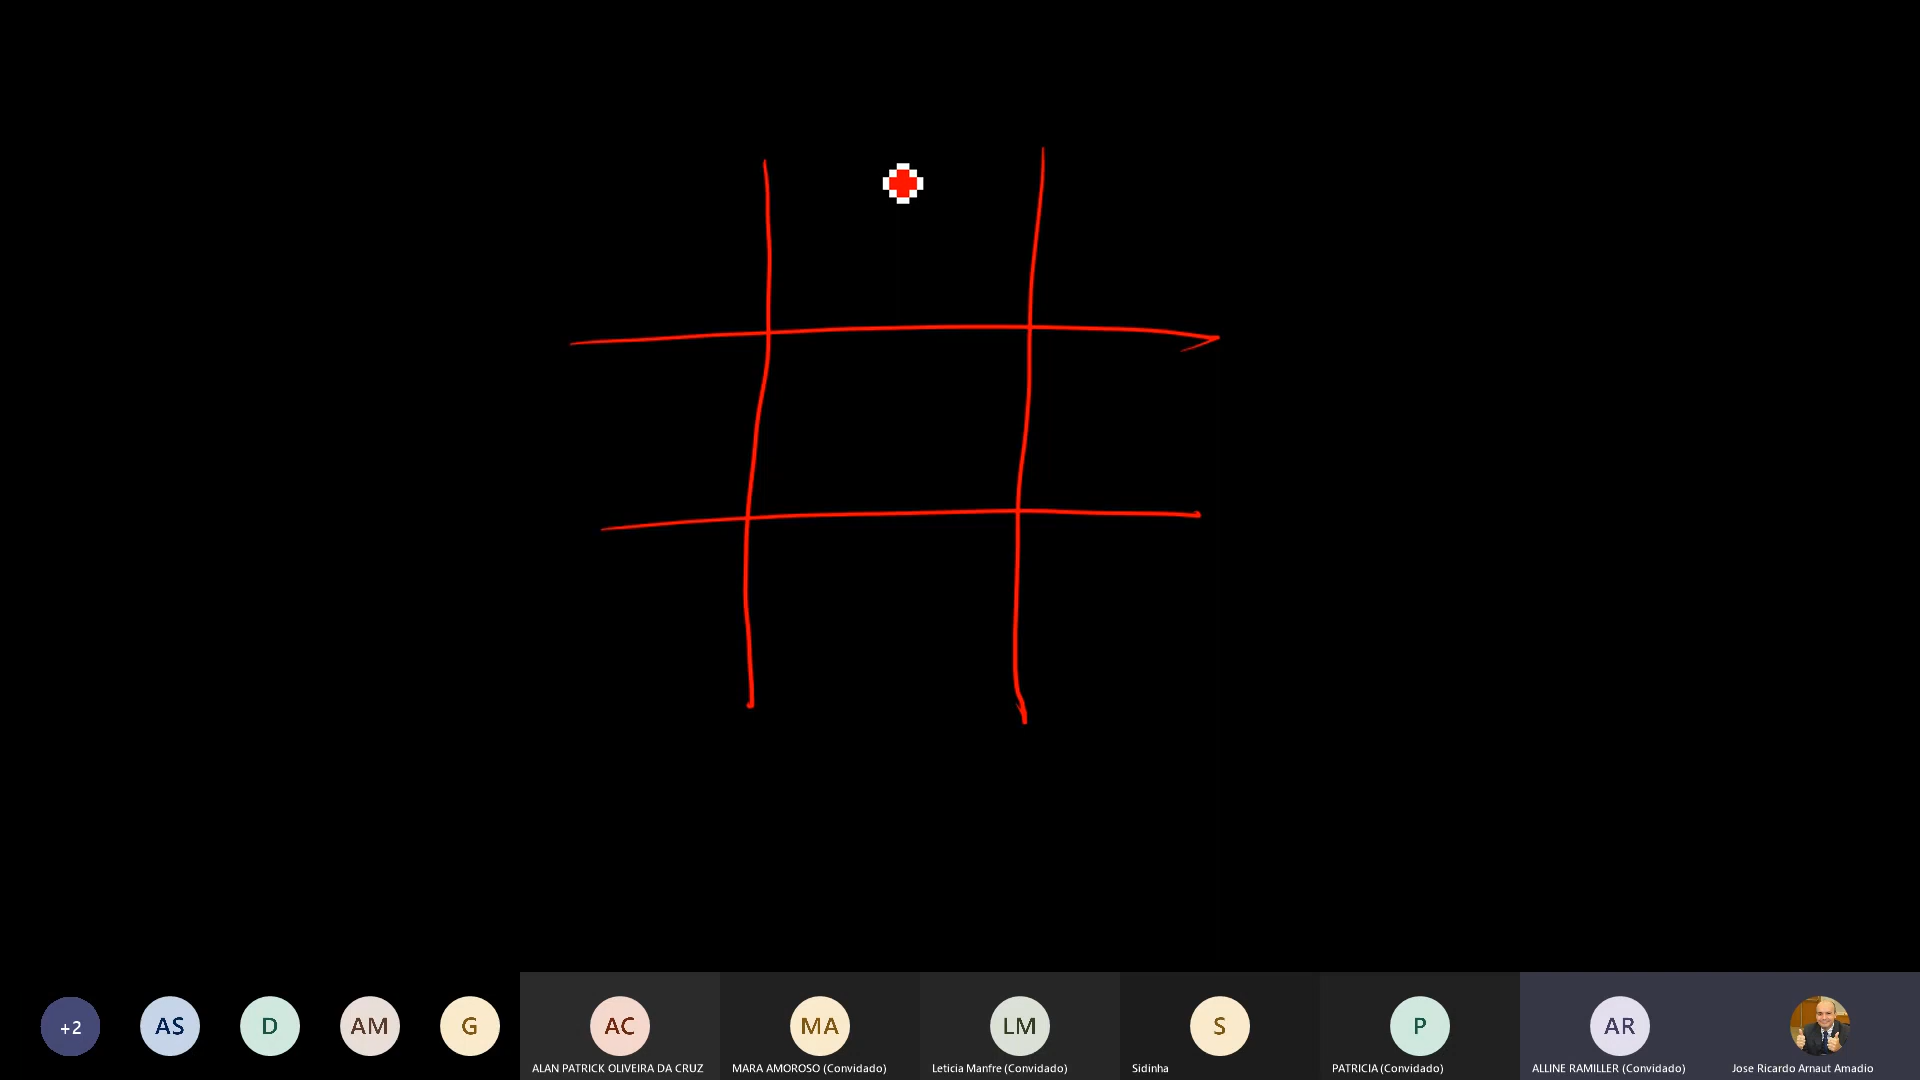 +2
AS
D
AM
G
AC
MA
LM
S
P
AR
ALAN PATRICK OLIVEIRA DA CRUZ
MARA AMOROSO (Convidado)
Leticia Manfre (Convidado)
Sidinha
PATRICIA (Convidado)
ALLINE RAMILLER (Convidado)
Jose Ricardo Arnaut Amadio